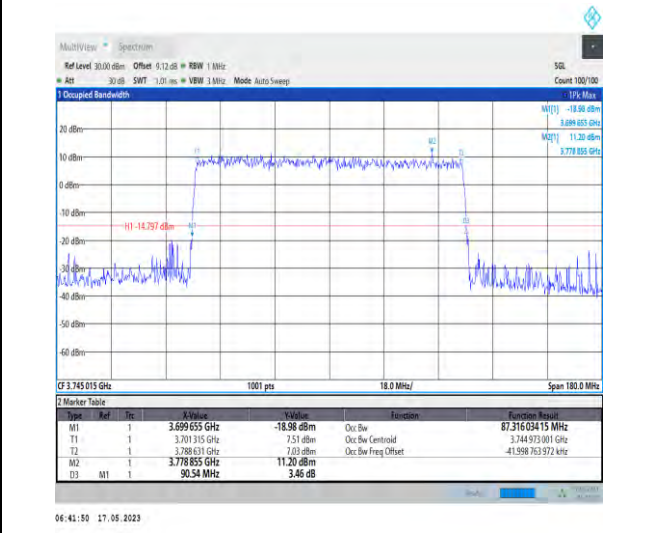 MultiView Spectrum
Ref Level 30.00 dBm Offset 9.12 dB RBW 1 MHz SGL
Att 30 dB SWT 1.01 ms VBW 3 MHz Mode Auto Sweep Count 100/100
1 Occupied Bandwidth 1Pk Max
M1[1] -18.98 dBm
3.699 655 GHz
M2[1] 11.20 dBm
3.778 855 GHz
20 dBm
M2
T1 T2
10 dBm
0 dBm
-10 dBm
H1 -14.797 dBm M1 D3
-20 dBm
-30 dBm
-40 dBm
-50 dBm
-60 dBm
CF 3.745 015 GHz 1001 pts 18.0 MHz/ Span 180.0 MHz
2 Marker Table
Type Ref Trc X-Value Y-Value Function Function Result
M1 1 3.699 655 GHz -18.98 dBm Occ Bw 87.316 034 15 MHz
T1 1 3.701 315 GHz 7.51 dBm Occ Bw Centroid 3.744 973 001 GHz
T2 1 3.788 631 GHz 7.03 dBm Occ Bw Freq Offset -41.998 763 972 kHz
M2 1 3.778 855 GHz 11.20 dBm
D3 M1 1 90.54 MHz 3.46 dB
06:41:50 17.05.2023